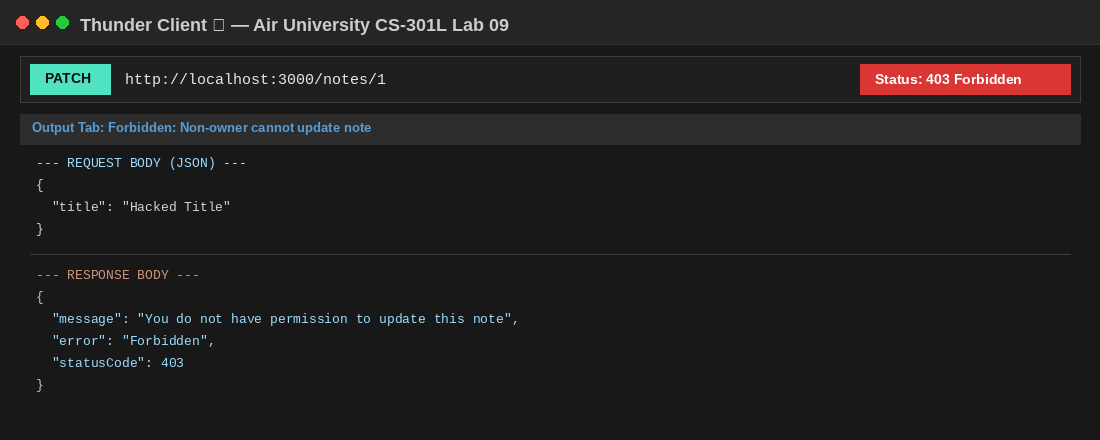 Thunder Client — Air University CS-301L Lab 09
PATCH http://localhost:3000/notes/1 Status: 403 Forbidden
Output Tab: Forbidden: Non-owner cannot update note
--- REQUEST BODY (JSON) ---
{
"title": "Hacked Title"
}
--- RESPONSE BODY ---
{
"message": "You do not have permission to update this note",
"error": "Forbidden",
"statusCode": 403
}